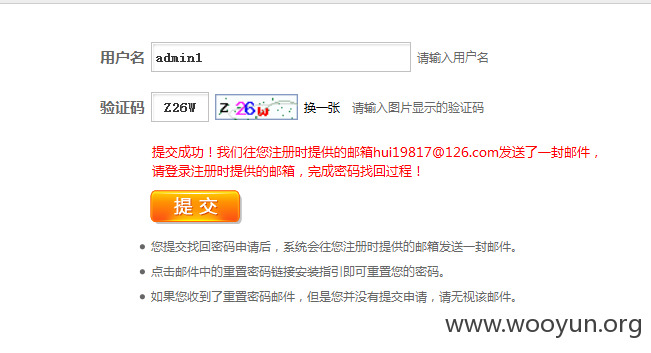 用户名 admin1 请输入用户名
验证码 Z26W Z26w 换一张 请输入图片显示的验证码
提交成功！我们往您注册时提供的邮箱hui19817@126.com发送了一封邮件，
请登录注册时提供的邮箱，完成密码找回过程！
提 交
您提交找回密码申请后，系统会往您注册时提供的邮箱发送一封邮件。
点击邮件中的重置密码链接安装指引即可重置您的密码。
如果您收到了重置密码邮件，但是您并没有提交申请，请无视该邮件。
www.wooyun.org